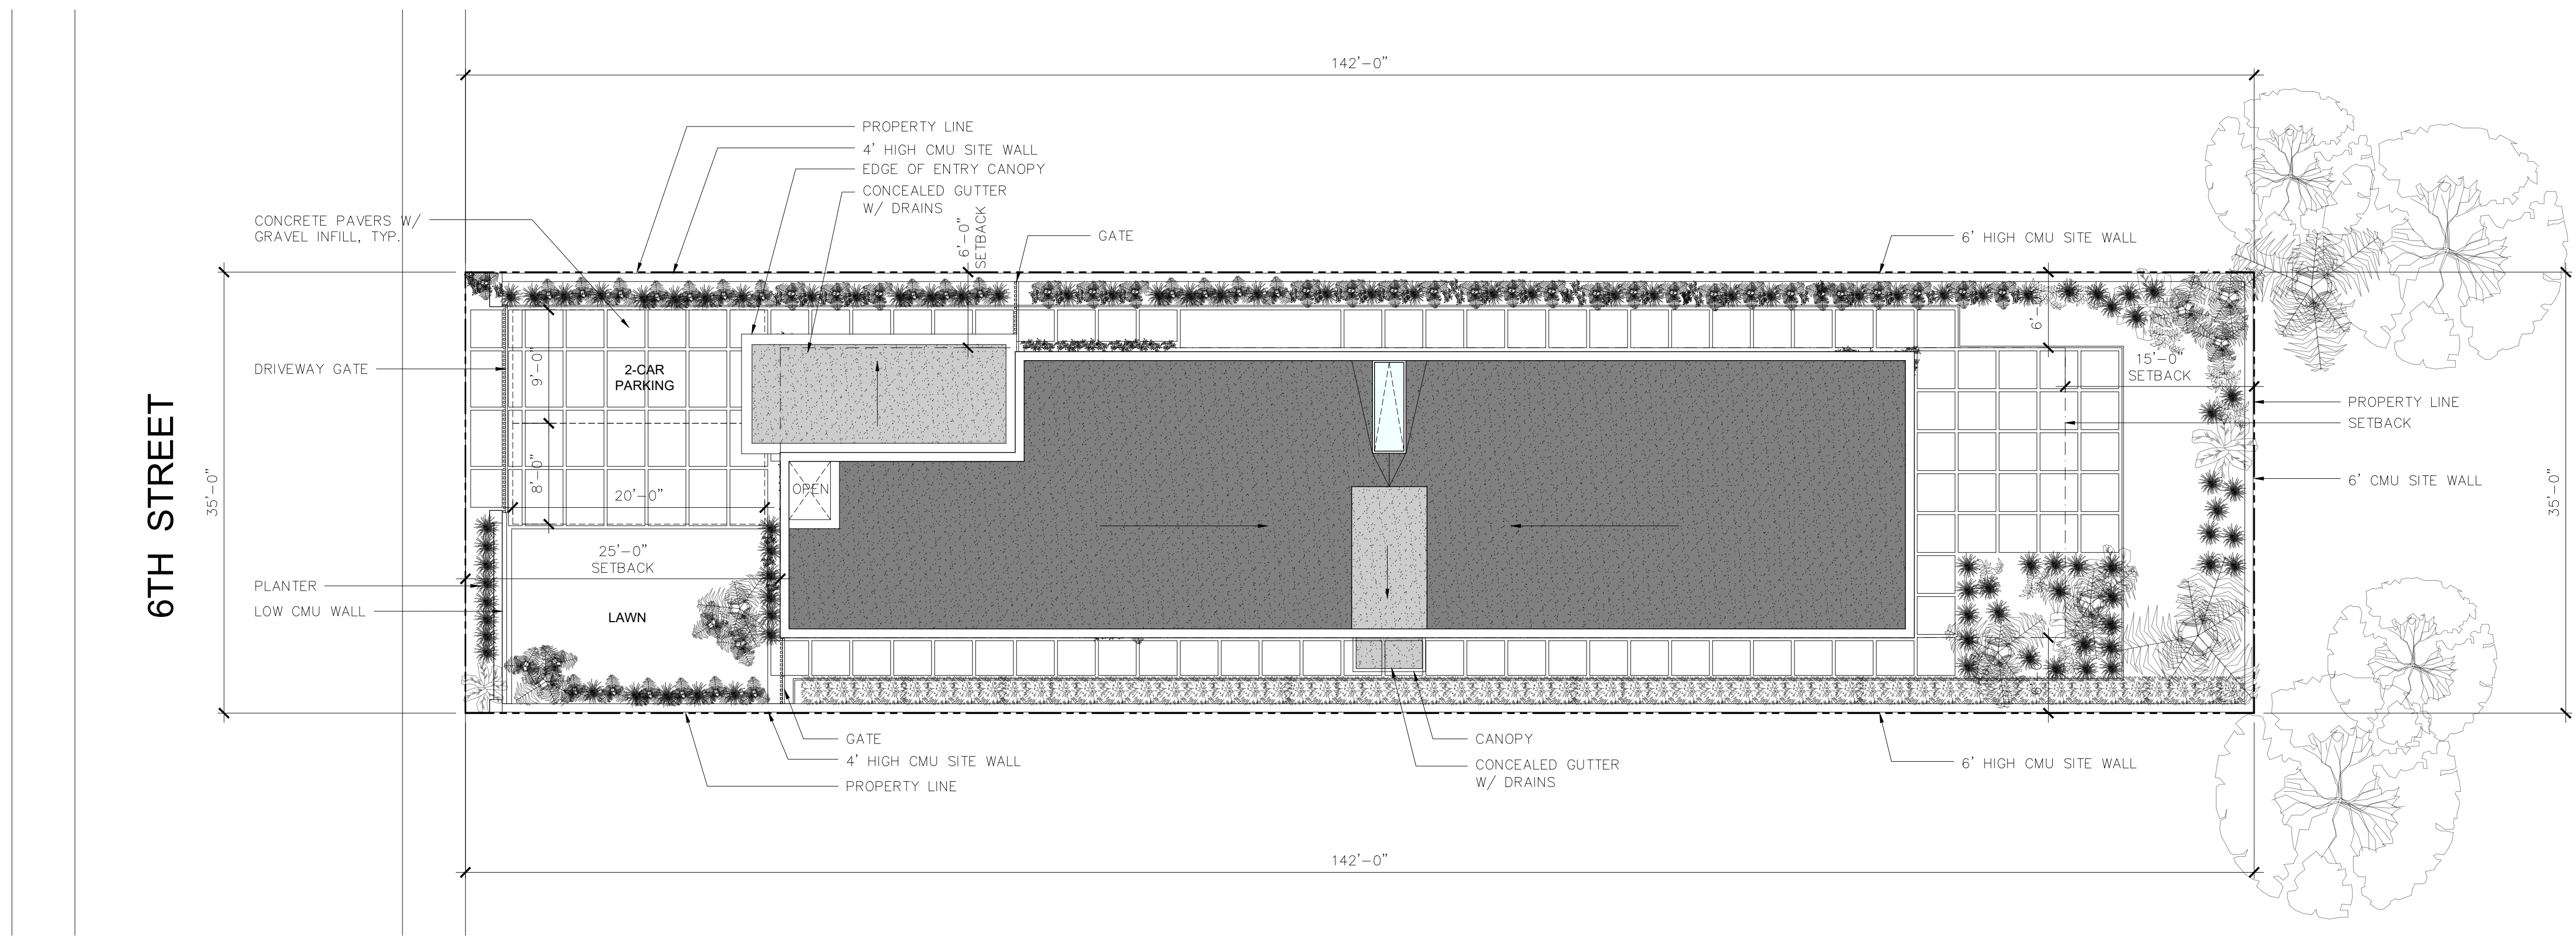 142'-0"
PROPERTY LINE
4' HIGH CMU SITE WALL
EDGE OF ENTRY CANOPY
CONCEALED GUTTER
W/ DRAINS
6'-0"
SETBACK
CONCRETE PAVERS W/
GRAVEL INFILL, TYP.
GATE
6' HIGH CMU SITE WALL
DRIVEWAY GATE
2-CAR
PARKING
9'-0"
6'-
15'-0"
SETBACK
PROPERTY LINE
SETBACK
6TH STREET
35'-0"
8'-0"
20'-0"
OPEN
6' CMU SITE WALL
35'-0"
25'-0"
SETBACK
PLANTER
LOW CMU WALL
LAWN
6'-
GATE
4' HIGH CMU SITE WALL
PROPERTY LINE
CANOPY
CONCEALED GUTTER
W/ DRAINS
6' HIGH CMU SITE WALL
142'-0"